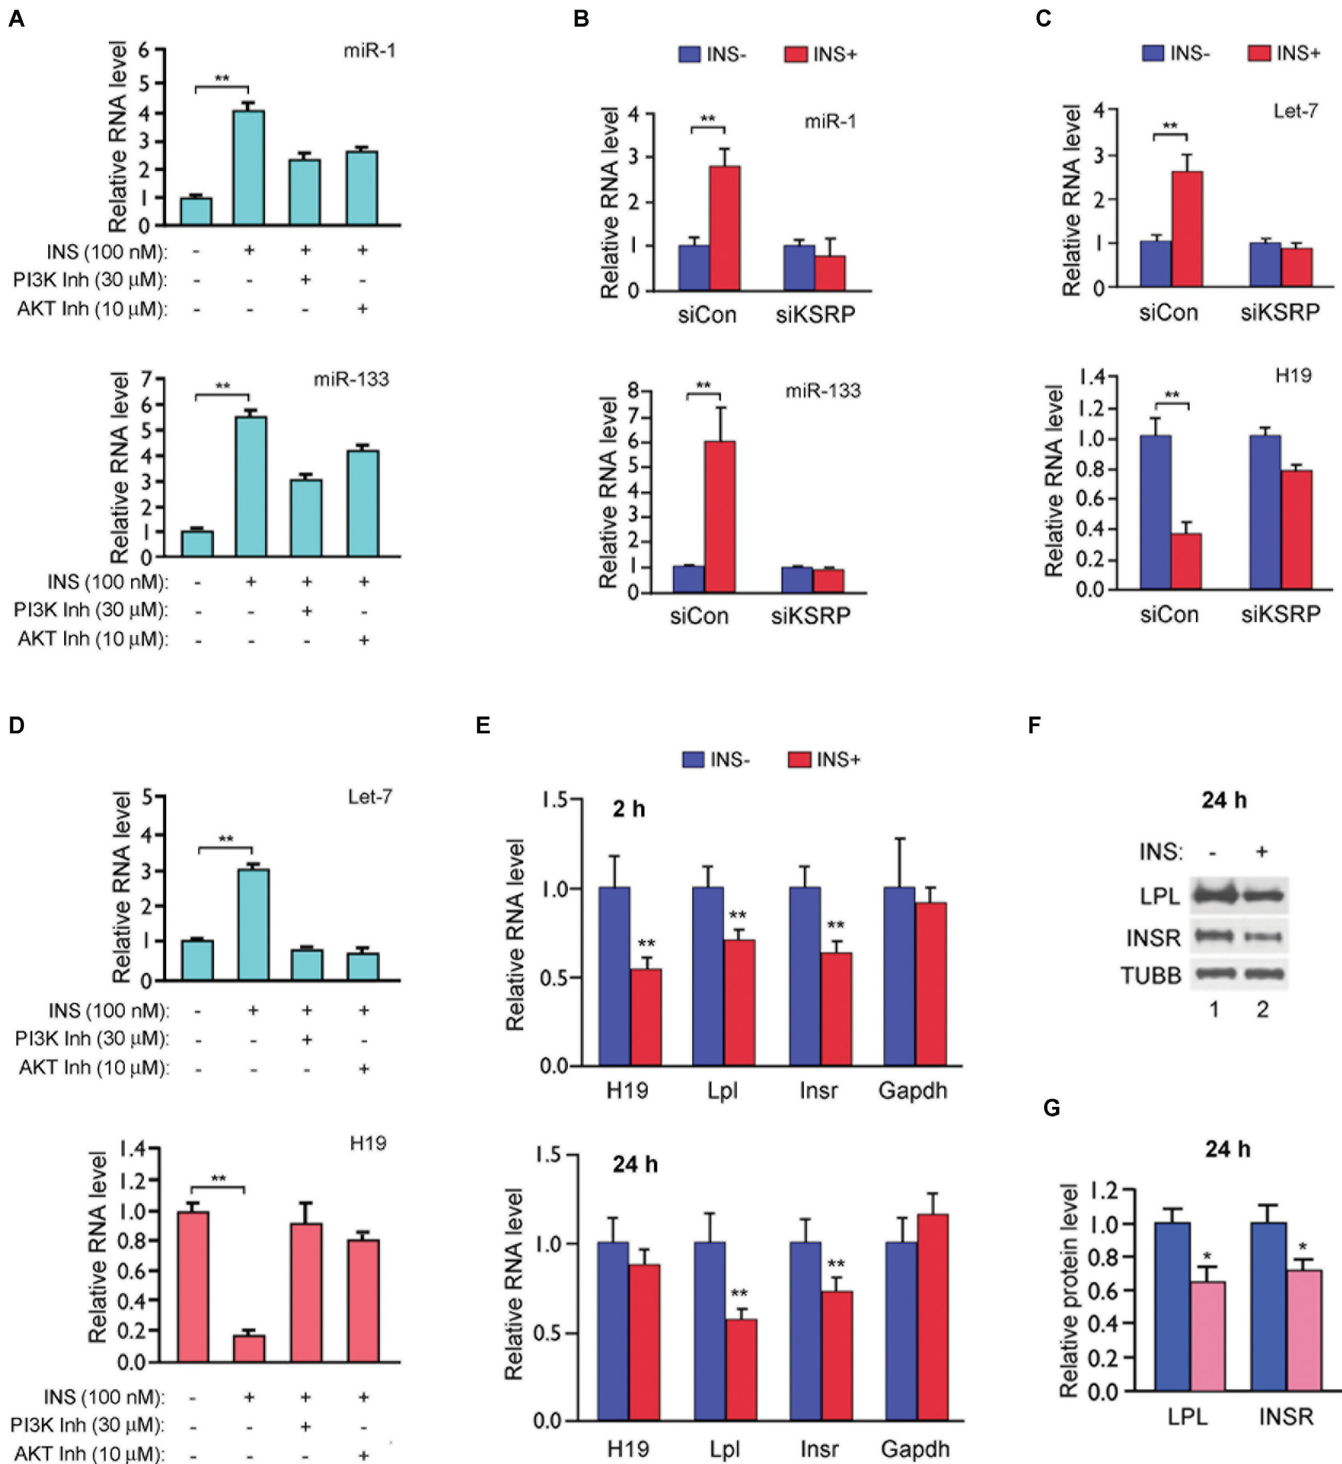 A
miR-1
Relative RNA level
6
5
4
3
2
1
0
**
INS (100 nM): - + + +
PI3K Inh (30 µM): - - + -
AKT Inh (10 µM): - - - +
miR-133
Relative RNA level
7
6
5
4
3
2
1
0
**
INS (100 nM): - + + +
PI3K Inh (30 µM): - - + -
AKT Inh (10 µM): - - - +
B
INS- INS+
miR-1
Relative RNA level
4
3
2
1
0
**
siCon siKSRP
miR-133
Relative RNA level
8
7
6
5
4
3
2
1
0
**
siCon siKSRP
C
INS- INS+
Let-7
Relative RNA level
4
3
2
1
0
**
siCon siKSRP
H19
Relative RNA level
1.4
1.2
1.0
0.8
0.6
0.4
0.2
0.0
**
siCon siKSRP
D
Let-7
Relative RNA level
5
4
3
2
1
0
**
INS (100 nM): - + + +
PI3K Inh (30 µM): - - + -
AKT Inh (10 µM): - - - +
H19
Relative RNA level
1.4
1.2
1.0
0.8
0.6
0.4
0.2
0.0
**
INS (100 nM): - + + +
PI3K Inh (30 µM): - - + -
AKT Inh (10 µM): - - - +
E
INS- INS+
2 h
Relative RNA level
1.5
1.0
0.5
0.0
** ** **
H19 Lpl Insr Gapdh
24 h
Relative RNA level
1.5
1.0
0.5
0.0
** **
H19 Lpl Insr Gapdh
F
24 h
INS: - +
LPL
INSR
TUBB
1 2
G
24 h
Relative protein level
1.2
1.0
0.8
0.6
0.4
0.2
0.0
* *
LPL INSR